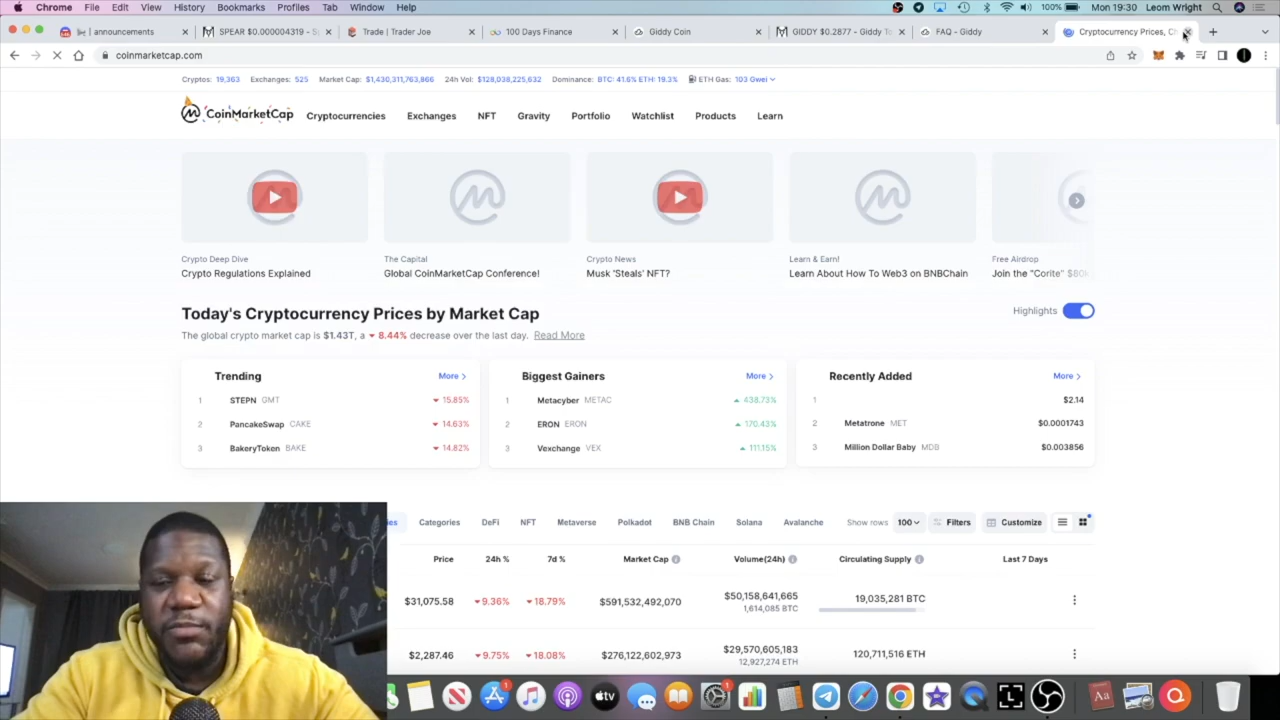 Chrome File Edit View History Bookmarks Profiles Tab Window Help 100% Mon 19:30 Leom Wright
announcements SPEAR $0.000004319 - Sp Trade | Trader Joe 100 Days Finance Giddy Coin GIDDY $0.2877 - Giddy To FAQ - Giddy Cryptocurrency Prices, Ch
coinmarketcap.com
Cryptos: 19,363 Exchanges: 525 Market Cap: $1,430,311,763,866 24h Vol: $128,038,225,632 Dominance: BTC: 41.6% ETH: 19.3% ETH Gas: 103 Gwei
CoinMarketCap Cryptocurrencies Exchanges NFT Gravity Portfolio Watchlist Products Learn
Crypto Deep Dive The Capital Crypto News Learn & Earn! Free Airdrop
Crypto Regulations Explained Global CoinMarketCap Conference! Musk 'Steals' NFT? Learn About How To Web3 on BNBChain Join the "Corite" $80k
Today's Cryptocurrency Prices by Market Cap Highlights
The global crypto market cap is $1.43T, a 8.44% decrease over the last day. Read More
Trending More Biggest Gainers More Recently Added More
1 STEPN GMT 15.85% 1 Metacyber METAC 438.73% 1 $2.14
2 PancakeSwap CAKE 14.63% 2 ERON ERON 170.43% 2 Metatrone MET $0.0001743
3 BakeryToken BAKE 14.82% 3 Vexchange VEX 111.15% 3 Million Dollar Baby MDB $0.003856
Categories DeFi NFT Metaverse Polkadot BNB Chain Solana Avalanche Show rows 100 Filters Customize
Price 24h % 7d % Market Cap Volume(24h) Circulating Supply Last 7 Days
$31,075.58 9.36% 18.79% $591,532,492,070 $50,158,641,665 19,035,281 BTC
1,614,085 BTC
$2,287.46 9.75% 18.08% $276,122,602,973 $29,570,605,183 120,711,516 ETH
12,927,274 ETH